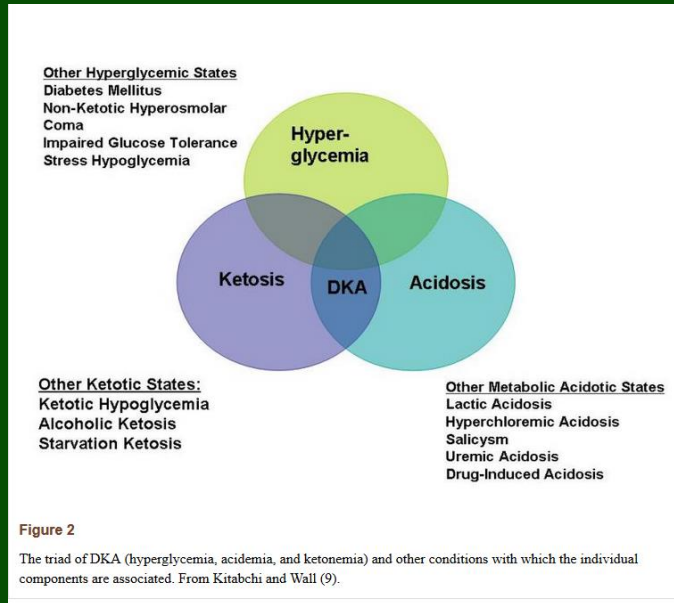 Other Hyperglycemic States
Diabetes Mellitus
Non-Ketotic Hyperosmolar
Coma
Impaired Glucose Tolerance
Stress Hypoglycemia
Hyper-
glycemia
Ketosis
DKA
Acidosis
Other Ketotic States:
Ketotic Hypoglycemia
Alcoholic Ketosis
Starvation Ketosis
Other Metabolic Acidotic States
Lactic Acidosis
Hyperchloremic Acidosis
Salicysm
Uremic Acidosis
Drug-Induced Acidosis
Figure 2
The triad of DKA (hyperglycemia, acidemia, and ketonemia) and other conditions with which the individual
components are associated. From Kitabchi and Wall (9).